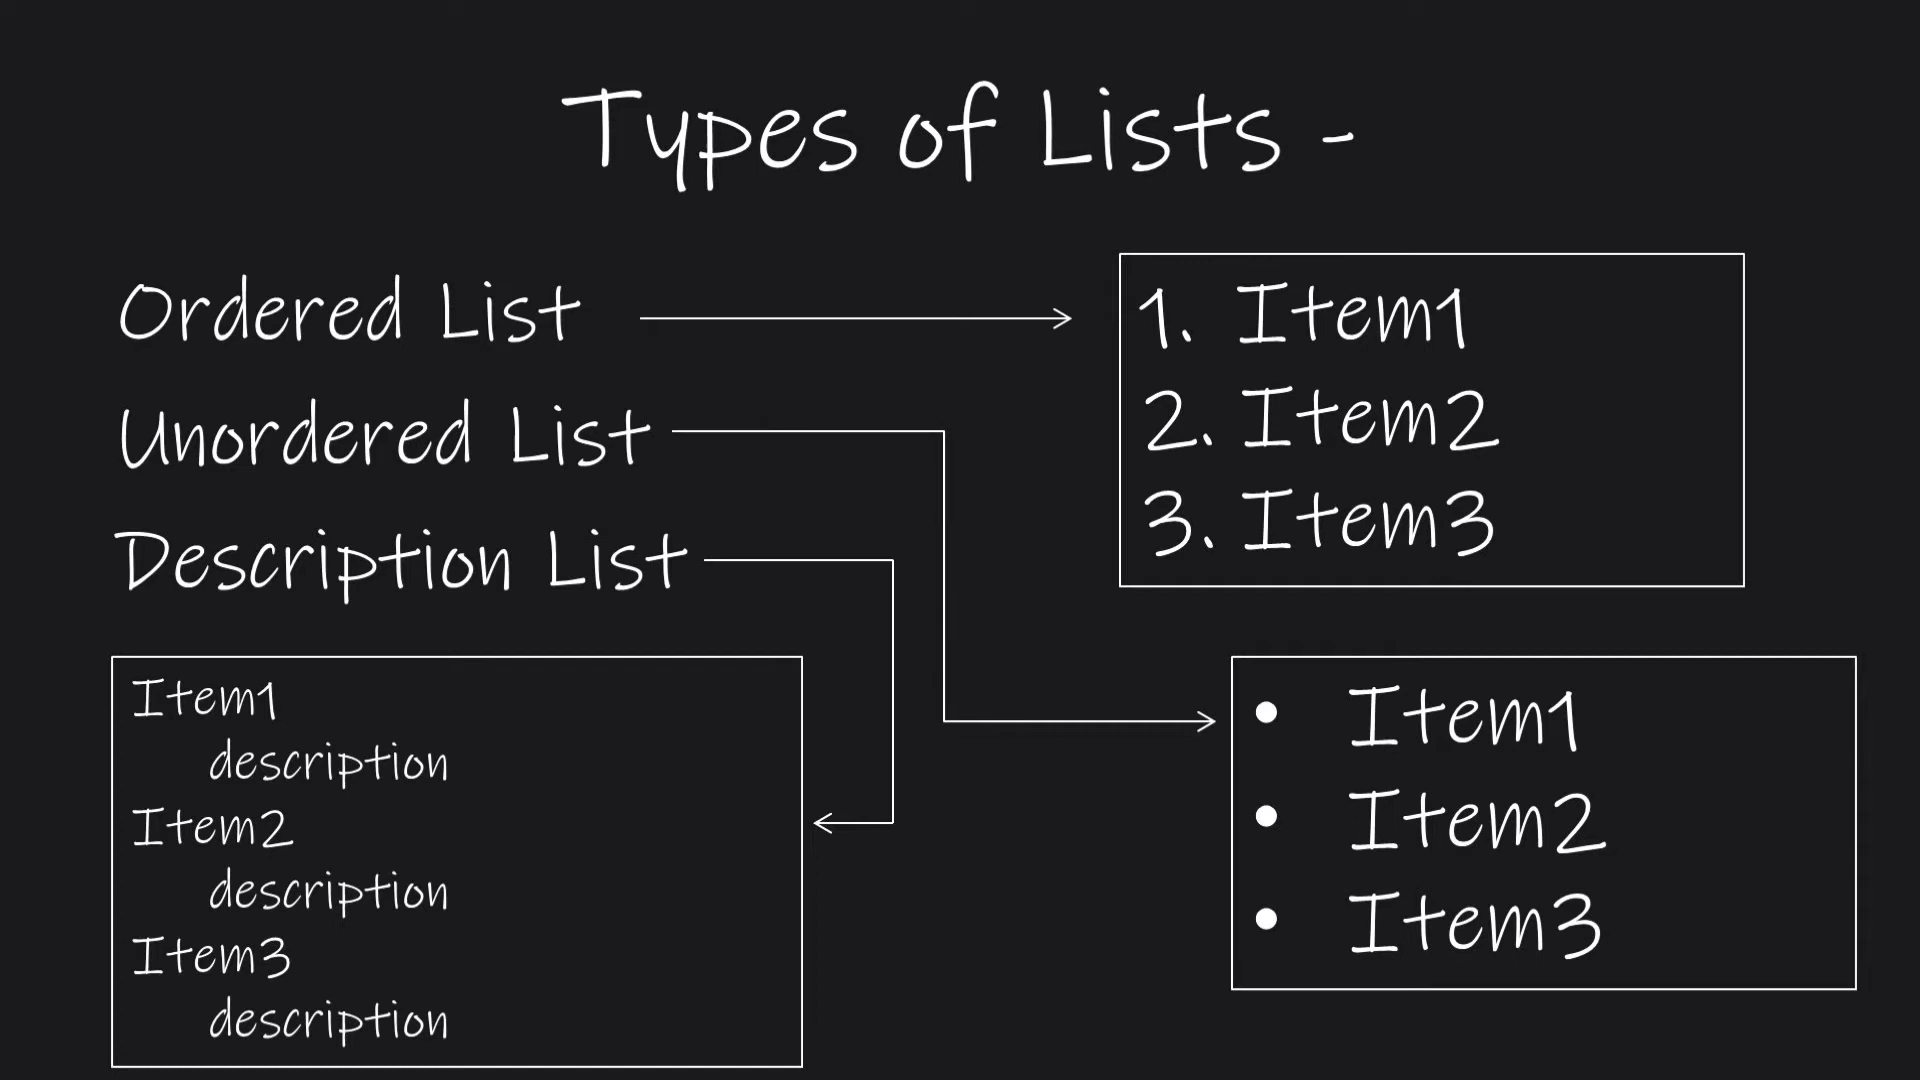 Types of Lists -
Ordered List
Unordered List
Description List
1. Item1
2. Item2
3. Item3
Item1
description
Item2
description
Item3
description
• Item1
• Item2
• Item3